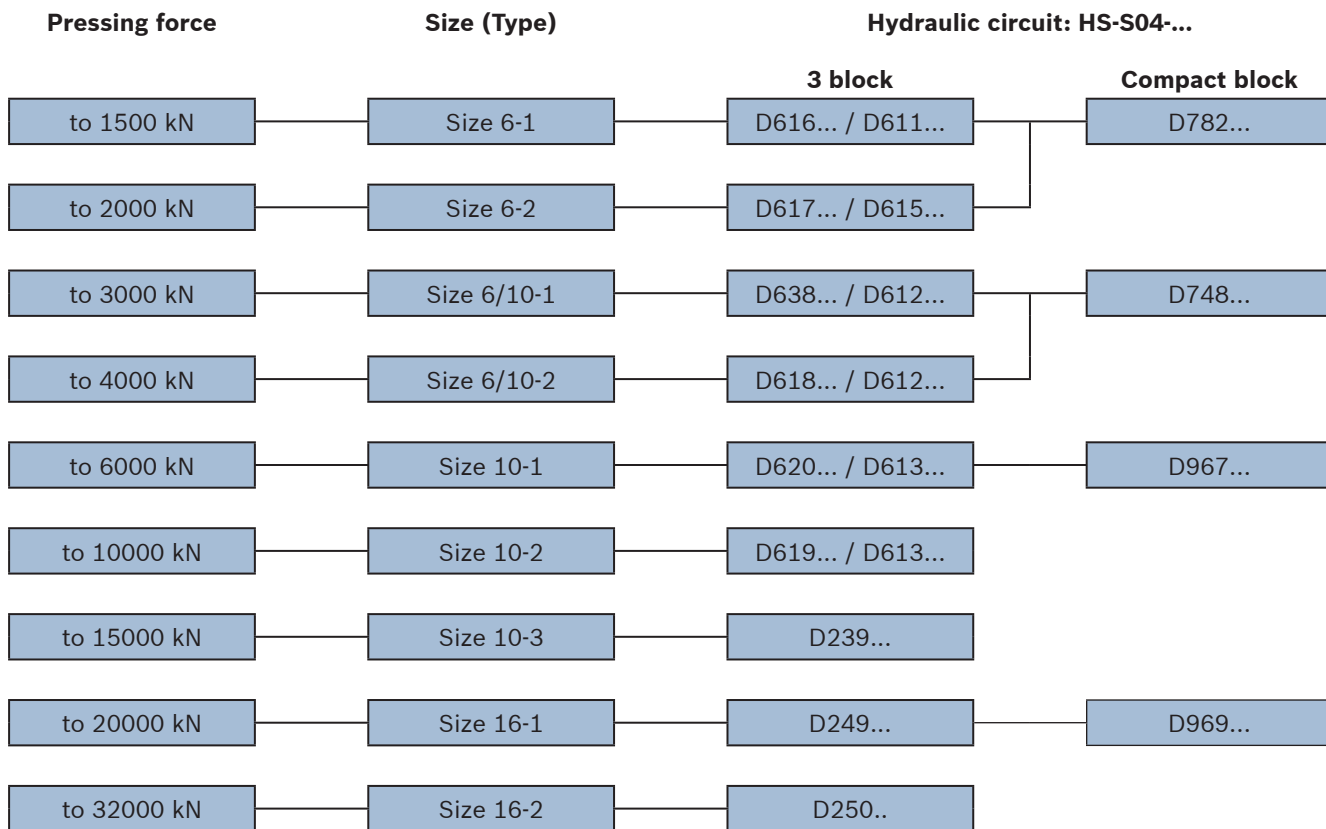 Pressing force Size (Type) Hydraulic circuit: HS-S04-...
3 block Compact block
to 1500 kN Size 6-1 D616... / D611... D782...
to 2000 kN Size 6-2 D617... / D615...
to 3000 kN Size 6/10-1 D638... / D612... D748...
to 4000 kN Size 6/10-2 D618... / D612...
to 6000 kN Size 10-1 D620... / D613... D967...
to 10000 kN Size 10-2 D619... / D613...
to 15000 kN Size 10-3 D239...
to 20000 kN Size 16-1 D249... D969...
to 32000 kN Size 16-2 D250..